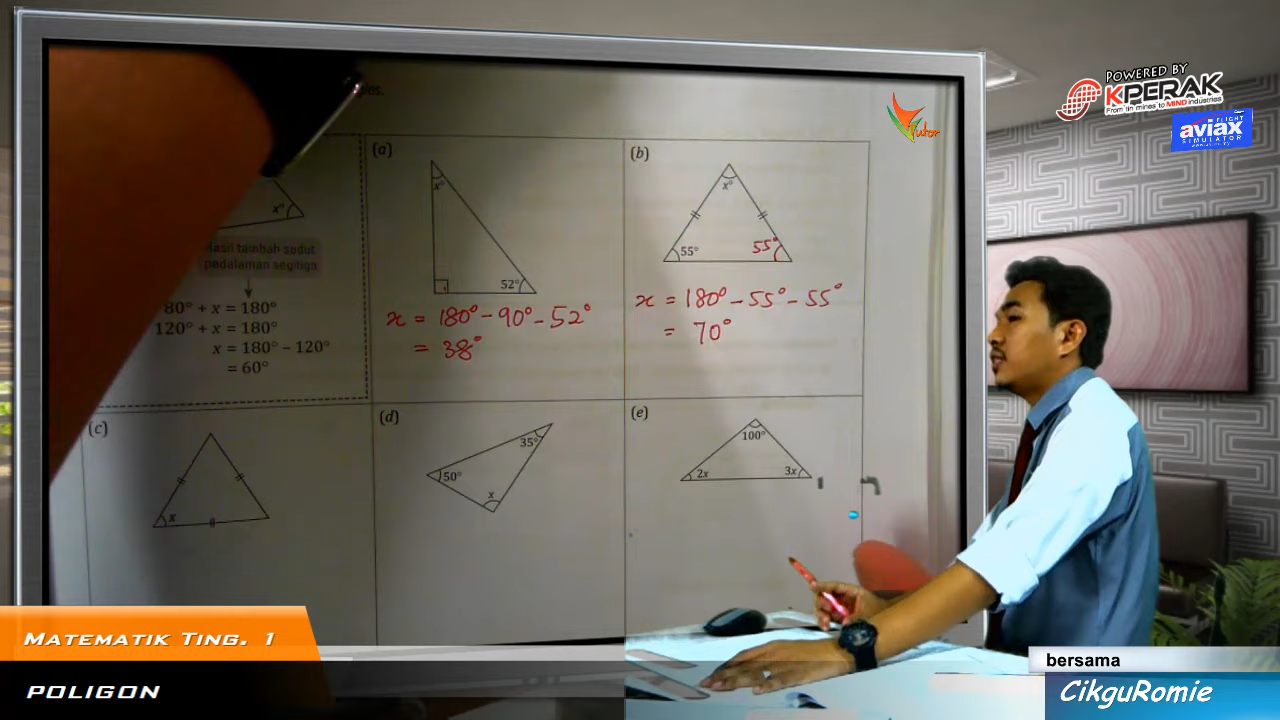 POWERED BY
KPERAK
From 'tin mines' to MIND industries
aviax
FLIGHT
SIMULATOR
Tutor
(a)
x°
52°
x = 180° - 90° - 52°
= 38°
(b)
x°
55°
55°
x = 180° - 55° - 55°
= 70°
x°
Hasil tambah sudut
pedalaman segitiga
80° + x = 180°
120° + x = 180°
x = 180° − 120°
= 60°
(c)
x
(d)
35°
50°
x
(e)
100°
2x
3x
MATEMATIK TING. 1
POLIGON
bersama
CikguRomie